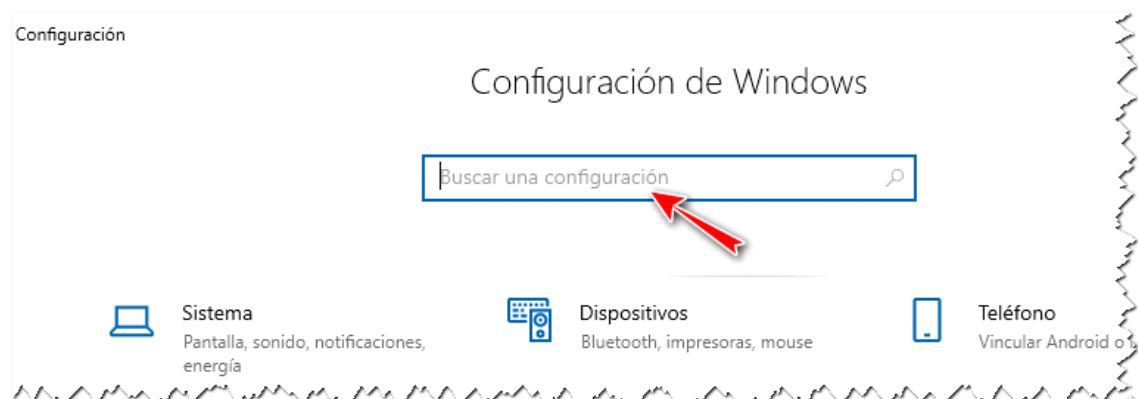 Configuración
Configuración de Windows
Buscar una configuración
Sistema
Pantalla, sonido, notificaciones,
energía
Dispositivos
Bluetooth, impresoras, mouse
Teléfono
Vincular Android o